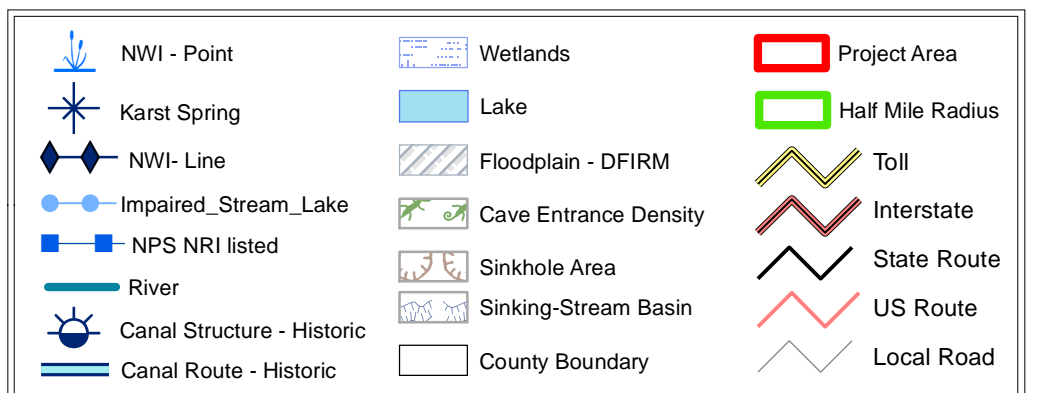 NWI - Point
Karst Spring
NWI- Line
Impaired_Stream_Lake
NPS NRI listed
River
Canal Structure - Historic
Canal Route - Historic
Wetlands
Lake
Floodplain - DFIRM
Cave Entrance Density
Sinkhole Area
Sinking-Stream Basin
County Boundary
Project Area
Half Mile Radius
Toll
Interstate
State Route
US Route
Local Road